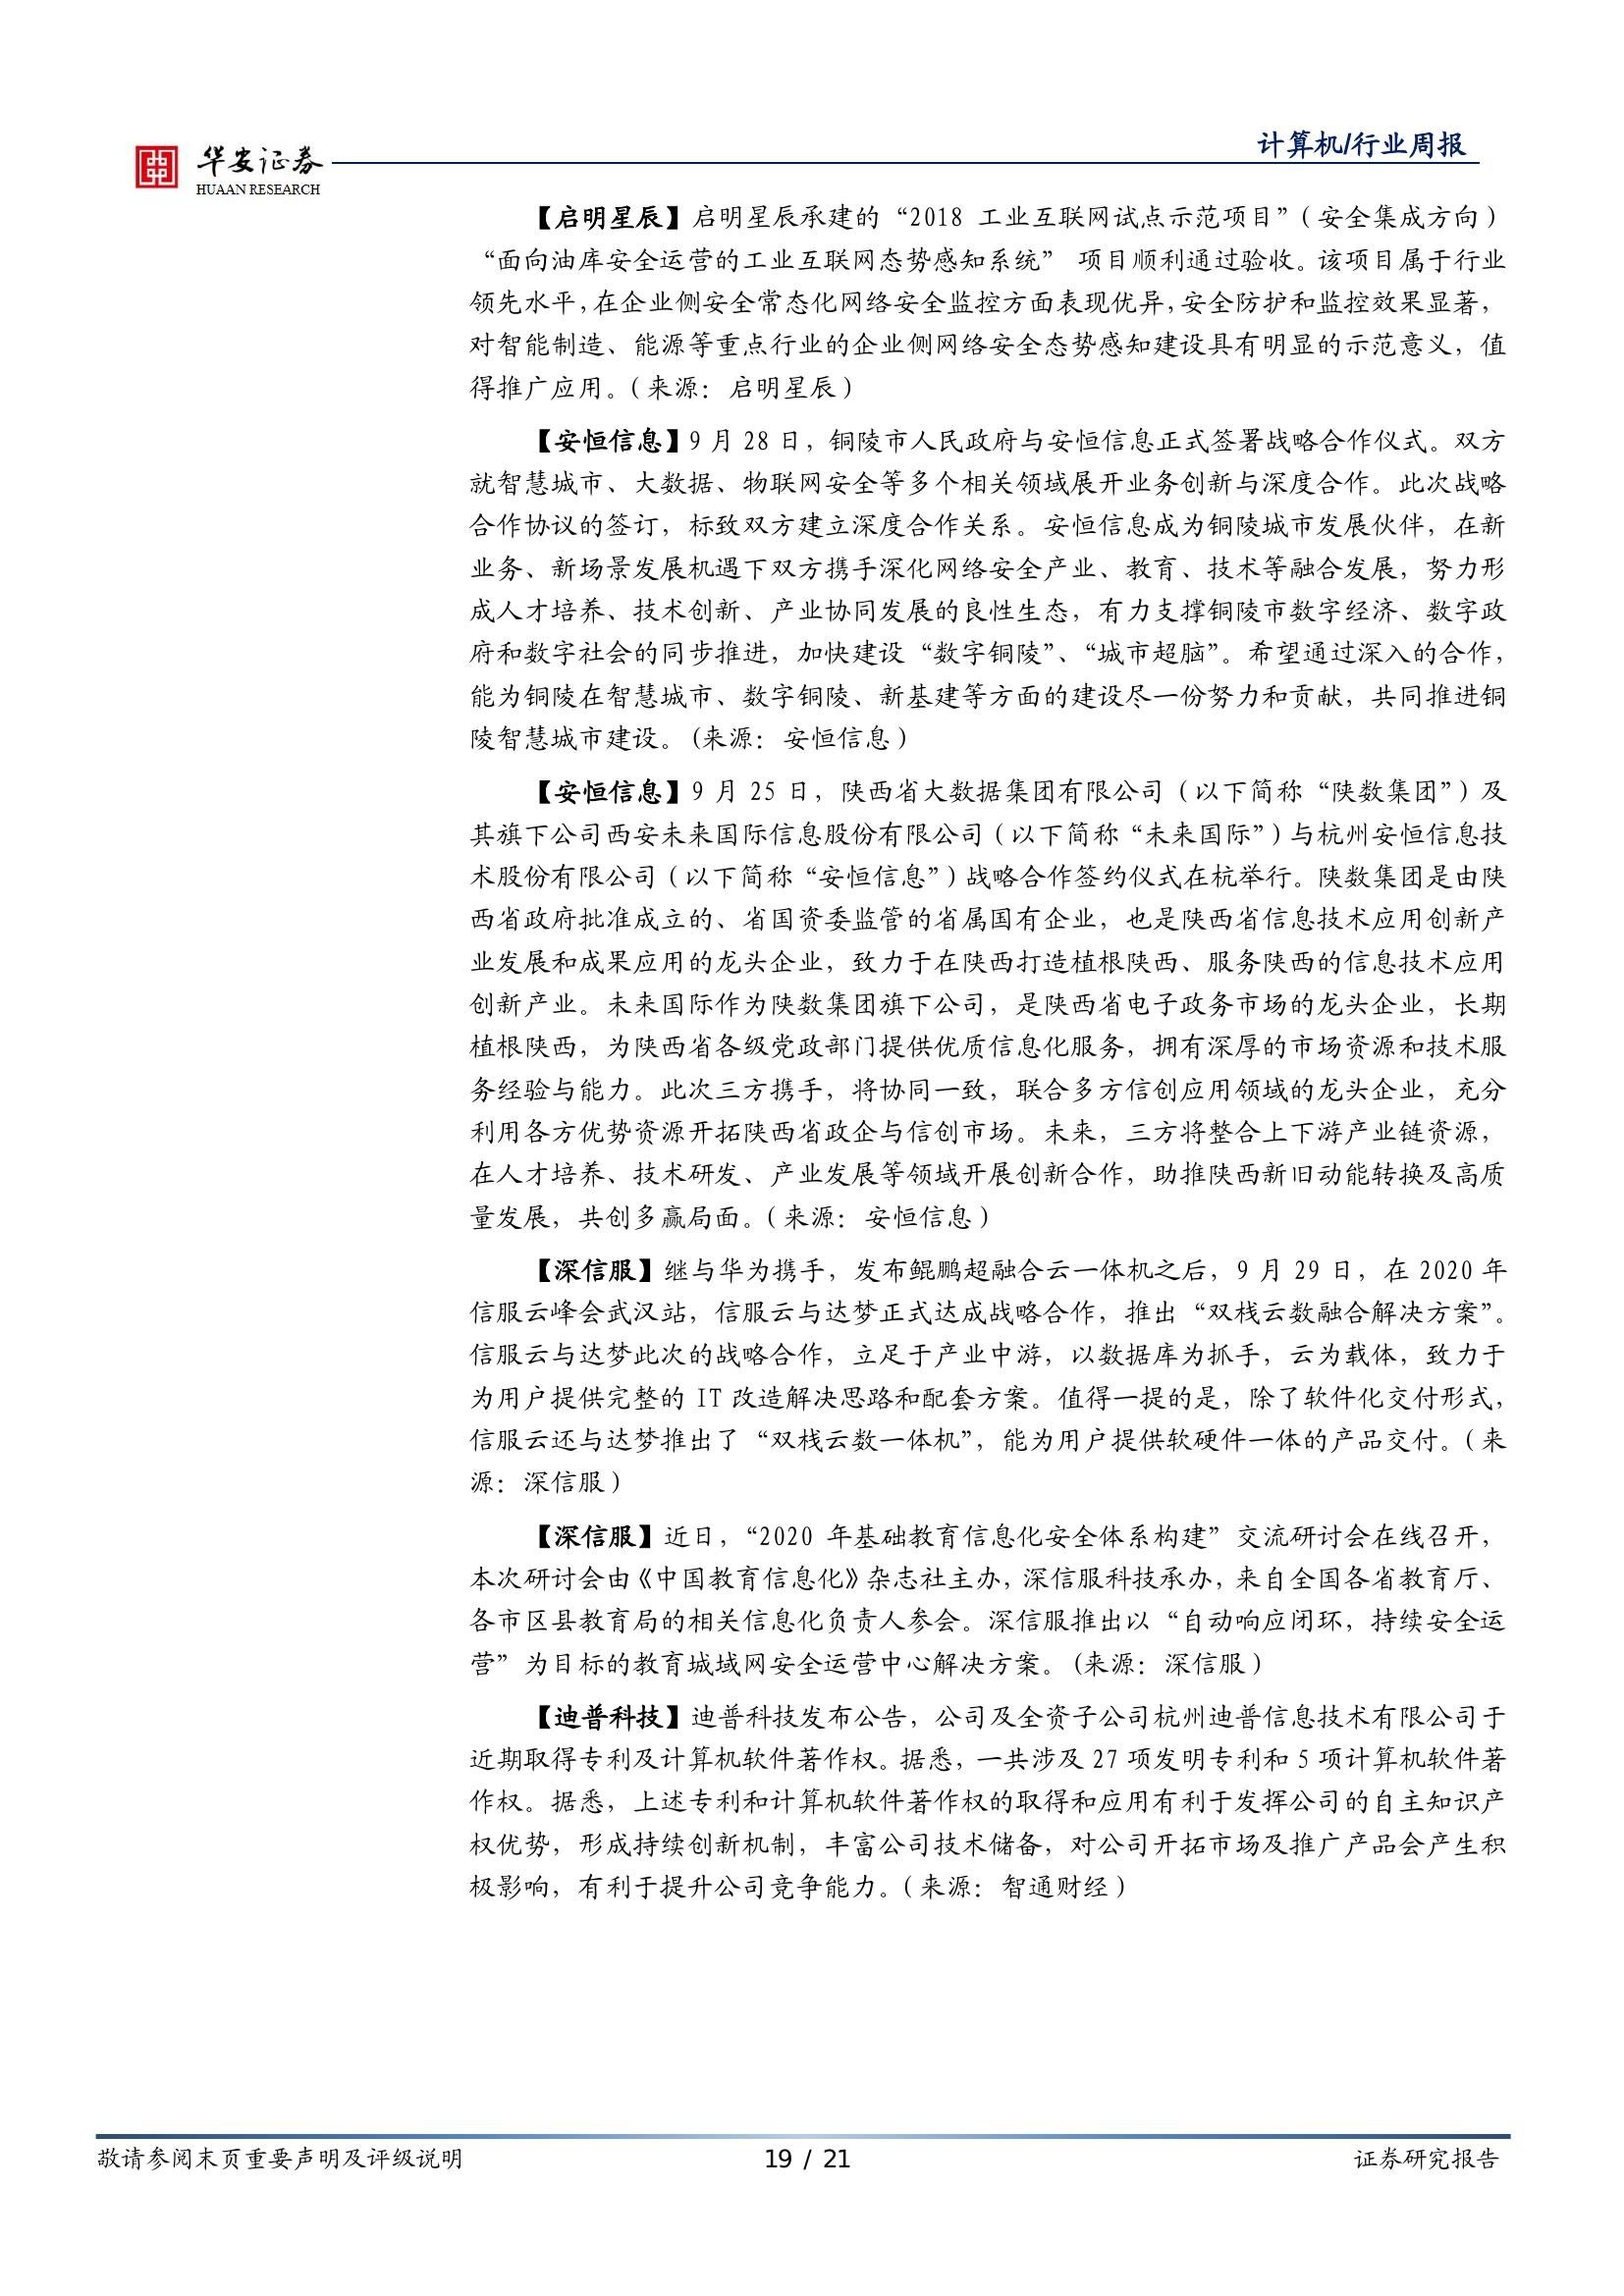 华安证券
HUAAN RESEARCH
计算机/行业周报
【启明星辰】启明星辰承建的“2018 工业互联网试点示范项目”（安全集成方向）
“面向油库安全运营的工业互联网态势感知系统” 项目顺利通过验收。该项目属于行业
领先水平，在企业侧安全常态化网络安全监控方面表现优异，安全防护和监控效果显著，
对智能制造、能源等重点行业的企业侧网络安全态势感知建设具有明显的示范意义，值
得推广应用。（来源：启明星辰）
【安恒信息】9 月 28 日，铜陵市人民政府与安恒信息正式签署战略合作仪式。双方
就智慧城市、大数据、物联网安全等多个相关领域展开业务创新与深度合作。此次战略
合作协议的签订，标致双方建立深度合作关系。安恒信息成为铜陵城市发展伙伴，在新
业务、新场景发展机遇下双方携手深化网络安全产业、教育、技术等融合发展，努力形
成人才培养、技术创新、产业协同发展的良性生态，有力支撑铜陵市数字经济、数字政
府和数字社会的同步推进，加快建设“数字铜陵”、“城市超脑”。希望通过深入的合作，
能为铜陵在智慧城市、数字铜陵、新基建等方面的建设尽一份努力和贡献，共同推进铜
陵智慧城市建设。(来源：安恒信息）
【安恒信息】9 月 25 日，陕西省大数据集团有限公司（以下简称“陕数集团”）及
其旗下公司西安未来国际信息股份有限公司（以下简称“未来国际”）与杭州安恒信息技
术股份有限公司（以下简称“安恒信息”）战略合作签约仪式在杭举行。陕数集团是由陕
西省政府批准成立的、省国资委监管的省属国有企业，也是陕西省信息技术应用创新产
业发展和成果应用的龙头企业，致力于在陕西打造植根陕西、服务陕西的信息技术应用
创新产业。未来国际作为陕数集团旗下公司，是陕西省电子政务市场的龙头企业，长期
植根陕西，为陕西省各级党政部门提供优质信息化服务，拥有深厚的市场资源和技术服
务经验与能力。此次三方携手，将协同一致，联合多方信创应用领域的龙头企业，充分
利用各方优势资源开拓陕西省政企与信创市场。未来，三方将整合上下游产业链资源，
在人才培养、技术研发、产业发展等领域开展创新合作，助推陕西新旧动能转换及高质
量发展，共创多赢局面。（来源：安恒信息）
【深信服】继与华为携手，发布鲲鹏超融合云一体机之后，9 月 29 日，在 2020 年
信服云峰会武汉站，信服云与达梦正式达成战略合作，推出“双栈云数融合解决方案”。
信服云与达梦此次的战略合作，立足于产业中游，以数据库为抓手，云为载体，致力于
为用户提供完整的 IT 改造解决思路和配套方案。值得一提的是，除了软件化交付形式，
信服云还与达梦推出了“双栈云数一体机”，能为用户提供软硬件一体的产品交付。（来
源：深信服）
【深信服】近日，“2020 年基础教育信息化安全体系构建”交流研讨会在线召开，
本次研讨会由《中国教育信息化》杂志社主办，深信服科技承办，来自全国各省教育厅、
各市区县教育局的相关信息化负责人参会。深信服推出以“自动响应闭环，持续安全运
营”为目标的教育城域网安全运营中心解决方案。(来源：深信服）
【迪普科技】迪普科技发布公告，公司及全资子公司杭州迪普信息技术有限公司于
近期取得专利及计算机软件著作权。据悉，一共涉及 27 项发明专利和 5 项计算机软件著
作权。据悉，上述专利和计算机软件著作权的取得和应用有利于发挥公司的自主知识产
权优势，形成持续创新机制，丰富公司技术储备，对公司开拓市场及推广产品会产生积
极影响，有利于提升公司竞争能力。（来源：智通财经）
敬请参阅末页重要声明及评级说明
19 / 21
证券研究报告